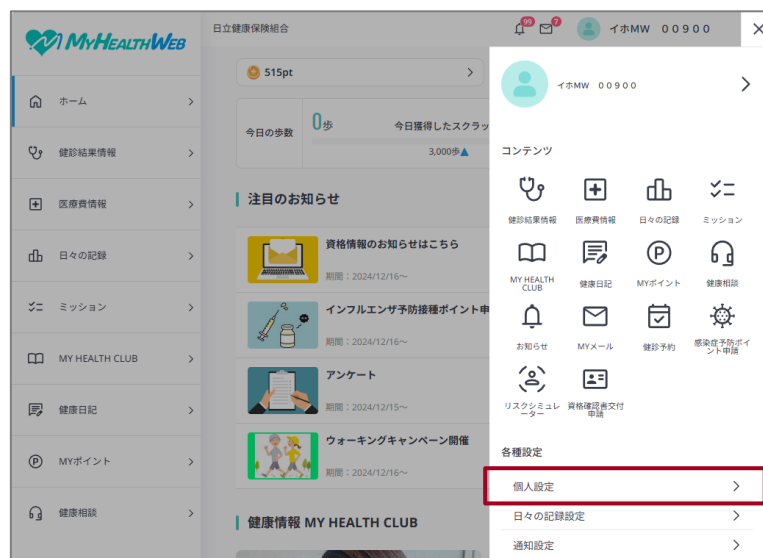 MY HEALTH WEB
日立健康保険組合
99
7
イホMW 00900
ホーム
健診結果情報
医療費情報
日々の記録
ミッション
MY HEALTH CLUB
健康日記
MYポイント
健康相談
515pt
今日の歩数
0歩
今日獲得したスクラッ
3,000歩▲
注目のお知らせ
資格情報のお知らせはこちら
期間：2024/12/16～
インフルエンザ予防接種ポイント申
期間：2024/12/16～
アンケート
期間：2024/12/15～
ウォーキングキャンペーン開催
期間：2024/12/16～
健康情報 MY HEALTH CLUB
イホMW 00900
コンテンツ
健診結果情報
医療費情報
日々の記録
ミッション
MY HEALTH
CLUB
健康日記
MYポイント
健康相談
お知らせ
MYメール
健診予約
感染症予防ポイ
ント申請
リスクシミュレ
ーター
資格確認書交付
申請
各種設定
個人設定
日々の記録設定
通知設定